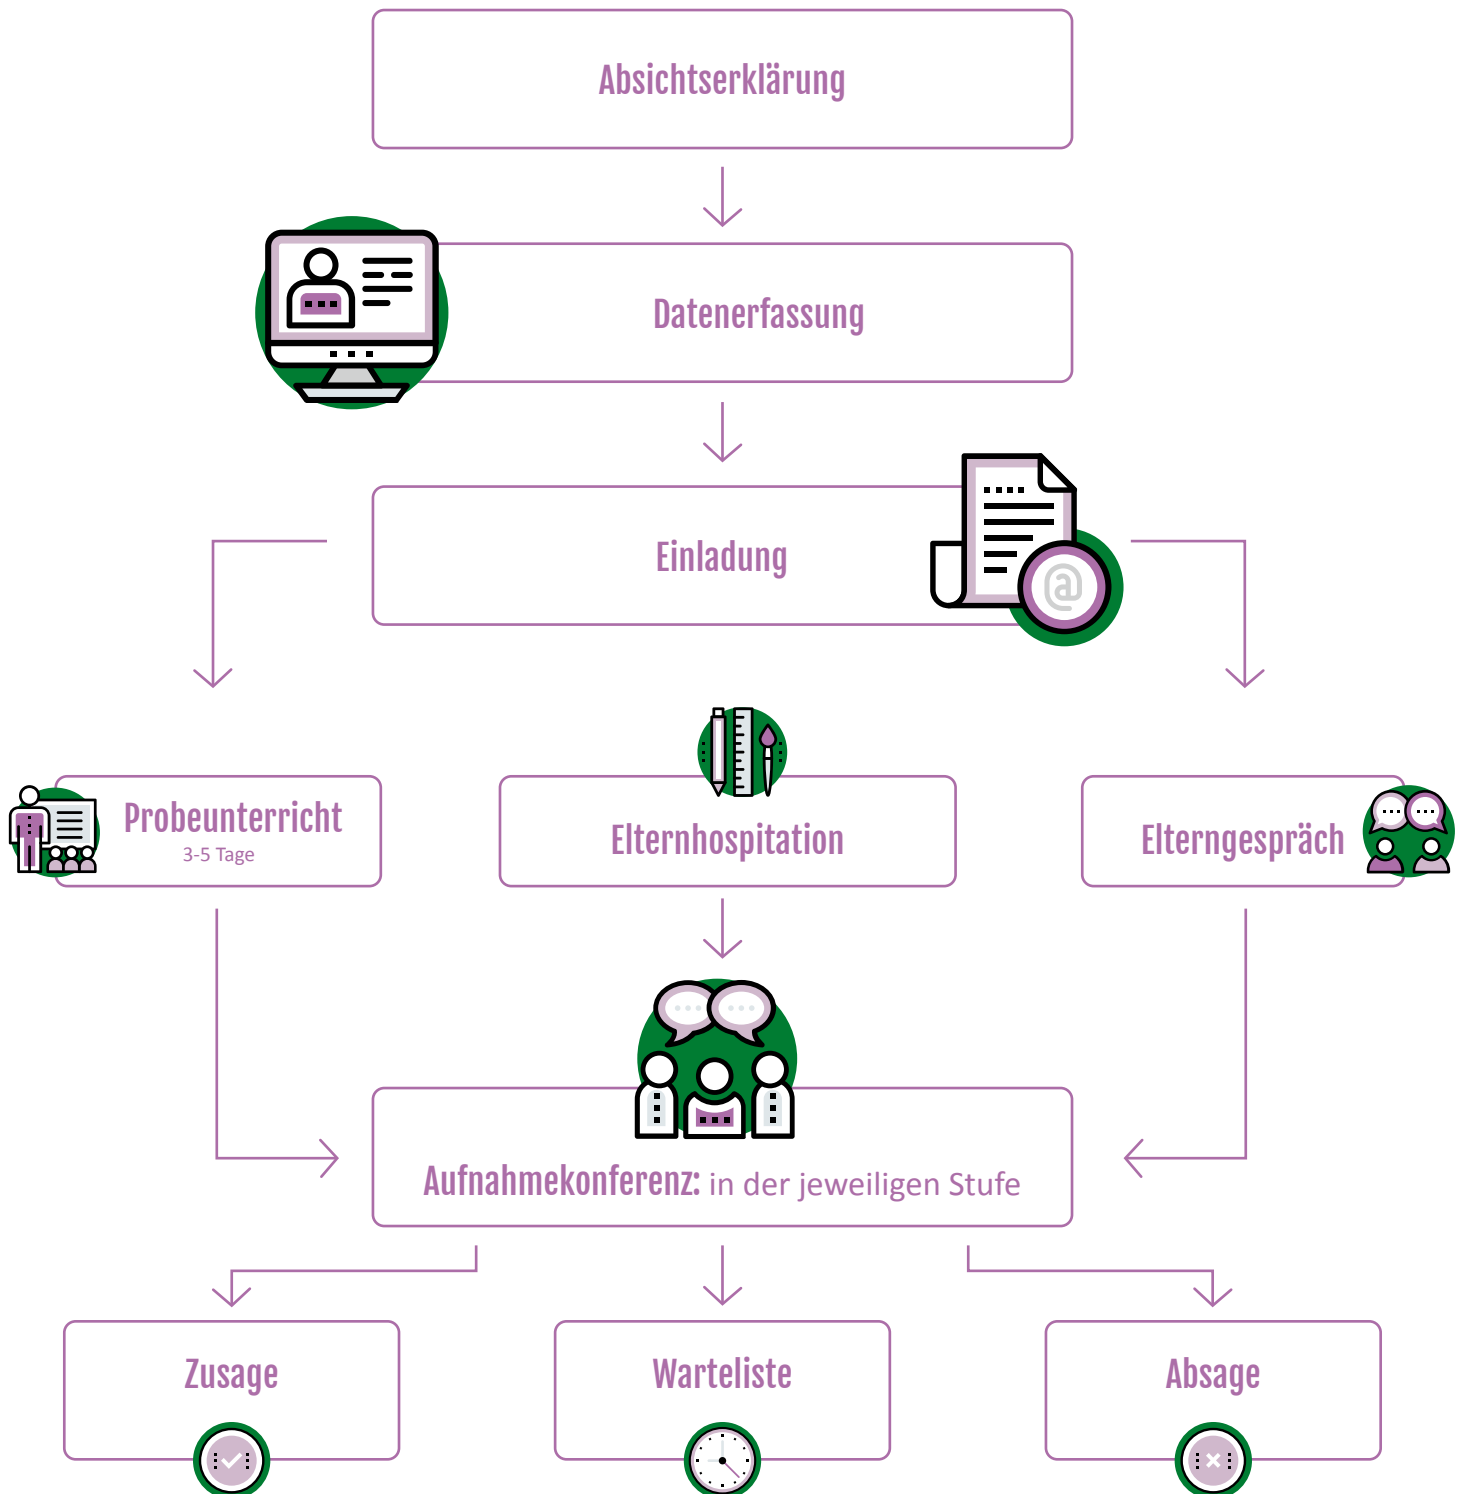 Absichtserklärung
Datenerfassung
Einladung
@
Probeunterricht
3-5 Tage
Elternhospitation
Elterngespräch
Aufnahmekonferenz: in der jeweiligen Stufe
Zusage
Warteliste
Absage